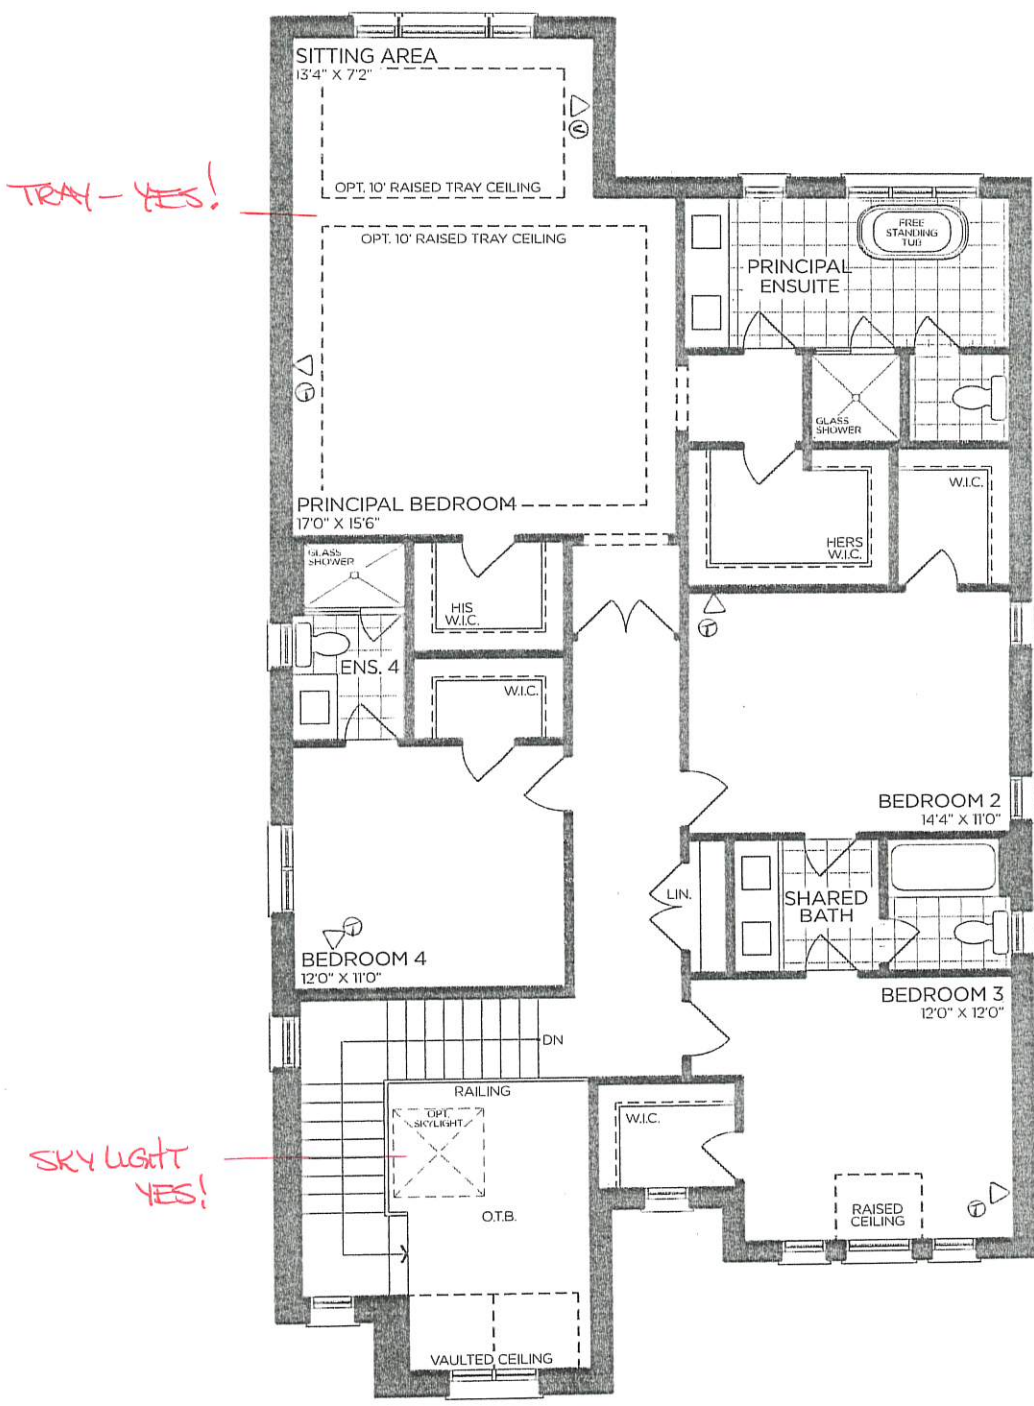 SITTING AREA
13'4" X 7'2"
OPT. 10' RAISED TRAY CEILING
TRAY - YES!
OPT. 10' RAISED TRAY CEILING
FREE
STANDING
TUB
PRINCIPAL
ENSUITE
T
GLASS
SHOWER
PRINCIPAL BEDROOM
17'0" X 15'6"
HERS
W.I.C.
W.I.C.
GLASS
SHOWER
HIS
W.I.C.
T
ENS. 4
W.I.C.
BEDROOM 2
14'4" X 11'0"
LIN.
SHARED
BATH
T
BEDROOM 4
12'0" X 11'0"
BEDROOM 3
12'0" X 12'0"
DN
RAILING
OPT.
SKYLIGHT
W.I.C.
SKYLIGHT
YES!
O.T.B.
RAISED
CEILING
T
VAULTED CEILING